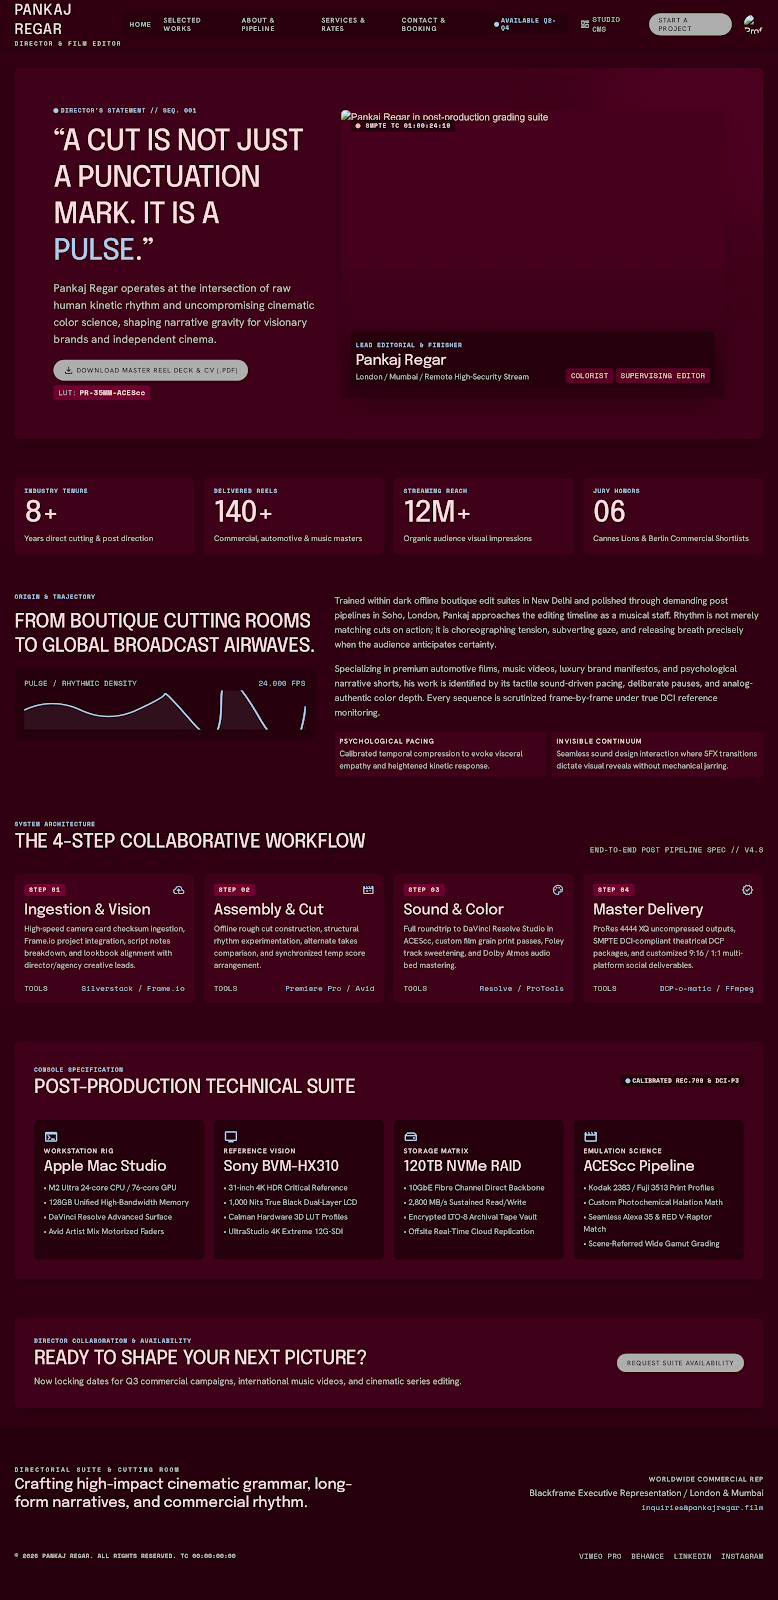 PANKAJ
REGAR
DIRECTOR & FILM EDITOR
HOME
SELECTED
WORKS
ABOUT &
PIPELINE
SERVICES &
RATES
CONTACT &
BOOKING
AVAILABLE Q2-
Q4
STUDIO
CMS
START A
PROJECT
DIRECTOR'S STATEMENT // SEQ. 001
“A CUT IS NOT JUST
A PUNCTUATION
MARK. IT IS A
PULSE.”
Pankaj Regar operates at the intersection of raw
human kinetic rhythm and uncompromising cinematic
color science, shaping narrative gravity for visionary
brands and independent cinema.
DOWNLOAD MASTER REEL DECK & CV (.PDF)
LUT: PR-35MM-ACEScc
Pankaj Regar in post-production grading suite
SMPTE TC 01:00:24:19
LEAD EDITORIAL & FINISHER
Pankaj Regar
London / Mumbai / Remote High-Security Stream
COLORIST
SUPERVISING EDITOR
INDUSTRY TENURE
8+
Years direct cutting & post direction
DELIVERED REELS
140+
Commercial, automotive & music masters
STREAMING REACH
12M+
Organic audience visual impressions
JURY HONORS
06
Cannes Lions & Berlin Commercial Shortlists
ORIGIN & TRAJECTORY
FROM BOUTIQUE CUTTING ROOMS
TO GLOBAL BROADCAST AIRWAVES.
PULSE / RHYTHMIC DENSITY
24.000 FPS
Trained within dark offline boutique edit suites in New Delhi and polished through demanding post
pipelines in Soho, London, Pankaj approaches the editing timeline as a musical staff. Rhythm is not merely
matching cuts on action; it is choreographing tension, subverting gaze, and releasing breath precisely
when the audience anticipates certainty.
Specializing in premium automotive films, music videos, luxury brand manifestos, and psychological
narrative shorts, his work is identified by its tactile sound-driven pacing, deliberate pauses, and analog-
authentic color depth. Every sequence is scrutinized frame-by-frame under true DCI reference
monitoring.
PSYCHOLOGICAL PACING
Calibrated temporal compression to evoke visceral
empathy and heightened kinetic response.
INVISIBLE CONTINUUM
Seamless sound design interaction where SFX transitions
dictate visual reveals without mechanical jarring.
SYSTEM ARCHITECTURE
THE 4-STEP COLLABORATIVE WORKFLOW
END-TO-END POST PIPELINE SPEC // V4.8
STEP 01
Ingestion & Vision
High-speed camera card checksum ingestion,
Frame.io project integration, script notes
breakdown, and lookbook alignment with
director/agency creative leads.
TOOLS
Silverstack / Frame.io
STEP 02
Assembly & Cut
Offline rough cut construction, structural
rhythm experimentation, alternate takes
comparison, and synchronized temp score
arrangement.
TOOLS
Premiere Pro / Avid
STEP 03
Sound & Color
Full roundtrip to DaVinci Resolve Studio in
ACEScc, custom film grain print passes, Foley
track sweetening, and Dolby Atmos audio
bed mastering.
TOOLS
Resolve / ProTools
STEP 04
Master Delivery
ProRes 4444 XQ uncompressed outputs,
SMPTE DCI-compliant theatrical DCP
packages, and customized 9:16 / 1:1 multi-
platform social deliverables.
TOOLS
DCP-o-matic / FFmpeg
CONSOLE SPECIFICATION
POST-PRODUCTION TECHNICAL SUITE
CALIBRATED REC.709 & DCI-P3
WORKSTATION RIG
Apple Mac Studio
• M2 Ultra 24-core CPU / 76-core GPU
• 128GB Unified High-Bandwidth Memory
• DaVinci Resolve Advanced Surface
• Avid Artist Mix Motorized Faders
REFERENCE VISION
Sony BVM-HX310
• 31-inch 4K HDR Critical Reference
• 1,000 Nits True Black Dual-Layer LCD
• Calman Hardware 3D LUT Profiles
• UltraStudio 4K Extreme 12G-SDI
STORAGE MATRIX
120TB NVMe RAID
• 10GbE Fibre Channel Direct Backbone
• 2,800 MB/s Sustained Read/Write
• Encrypted LTO-8 Archival Tape Vault
• Offsite Real-Time Cloud Replication
EMULATION SCIENCE
ACEScc Pipeline
• Kodak 2383 / Fuji 3513 Print Profiles
• Custom Photochemical Halation Math
• Seamless Alexa 35 & RED V-Raptor
Match
• Scene-Referred Wide Gamut Grading
DIRECTOR COLLABORATION & AVAILABILITY
READY TO SHAPE YOUR NEXT PICTURE?
Now locking dates for Q3 commercial campaigns, international music videos, and cinematic series editing.
REQUEST SUITE AVAILABILITY
DIRECTORIAL SUITE & CUTTING ROOM
Crafting high-impact cinematic grammar, long-
form narratives, and commercial rhythm.
WORLDWIDE COMMERCIAL REP
Blackframe Executive Representation / London & Mumbai
inquiries@pankajregar.film
© 2026 PANKAJ REGAR. ALL RIGHTS RESERVED. TC 00:00:00:00
VIMEO PRO
BEHANCE
LINKEDIN
INSTAGRAM